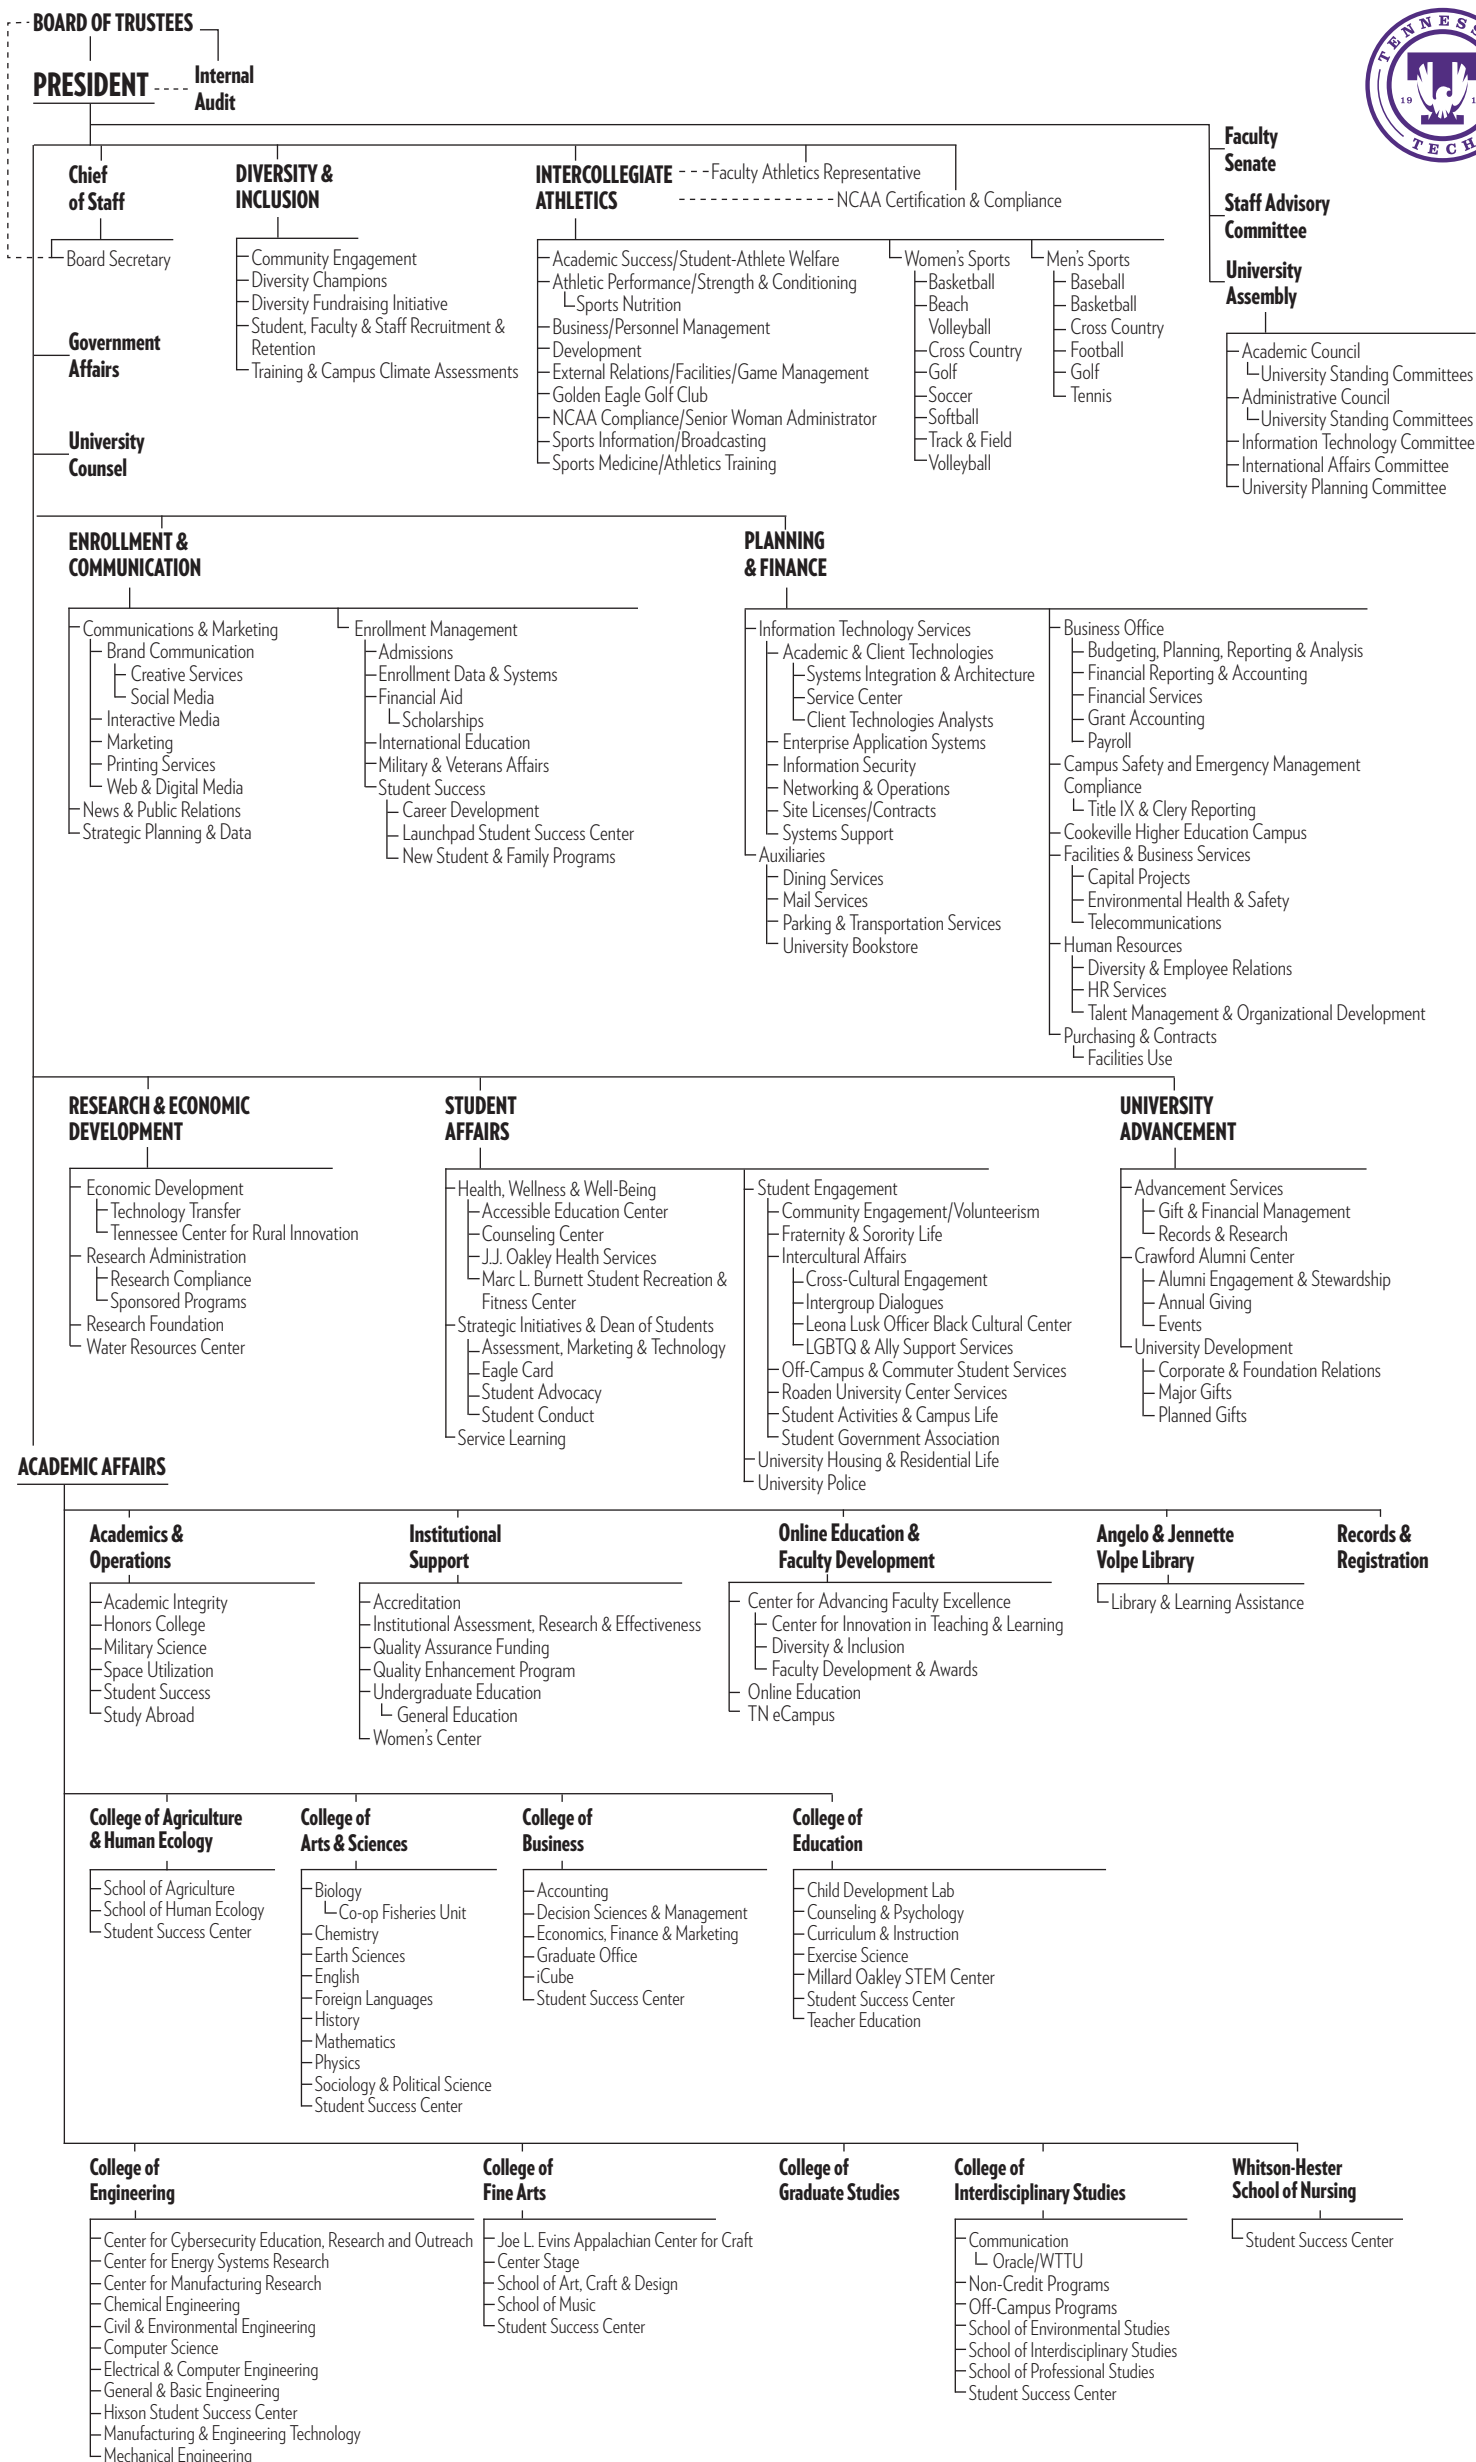 BOARD OF TRUSTEES
PRESIDENT
Internal
Audit
TENNES
19 1
TECH
Faculty
Senate
Staff Advisory
Committee
University
Assembly
Academic Council
University Standing Committees
Administrative Council
University Standing Committees
Information Technology Committee
International Affairs Committee
University Planning Committee
Chief
of Staff
Board Secretary
Government
Affairs
University
Counsel
DIVERSITY &
INCLUSION
Community Engagement
Diversity Champions
Diversity Fundraising Initiative
Student, Faculty & Staff Recruitment &
Retention
Training & Campus Climate Assessments
INTERCOLLEGIATE
ATHLETICS
Faculty Athletics Representative
NCAA Certification & Compliance
Academic Success/Student-Athlete Welfare
Athletic Performance/Strength & Conditioning
Sports Nutrition
Business/Personnel Management
Development
External Relations/Facilities/Game Management
Golden Eagle Golf Club
NCAA Compliance/Senior Woman Administrator
Sports Information/Broadcasting
Sports Medicine/Athletics Training
Women's Sports
Basketball
Beach
Volleyball
Cross Country
Golf
Soccer
Softball
Track & Field
Volleyball
Men's Sports
Baseball
Basketball
Cross Country
Football
Golf
Tennis
ENROLLMENT &
COMMUNICATION
Communications & Marketing
Brand Communication
Creative Services
Social Media
Interactive Media
Marketing
Printing Services
Web & Digital Media
News & Public Relations
Strategic Planning & Data
Enrollment Management
Admissions
Enrollment Data & Systems
Financial Aid
Scholarships
International Education
Military & Veterans Affairs
Student Success
Career Development
Launchpad Student Success Center
New Student & Family Programs
PLANNING
& FINANCE
Information Technology Services
Academic & Client Technologies
Systems Integration & Architecture
Service Center
Client Technologies Analysts
Enterprise Application Systems
Information Security
Networking & Operations
Site Licenses/Contracts
Systems Support
Auxiliaries
Dining Services
Mail Services
Parking & Transportation Services
University Bookstore
Business Office
Budgeting, Planning, Reporting & Analysis
Financial Reporting & Accounting
Financial Services
Grant Accounting
Payroll
Campus Safety and Emergency Management
Compliance
Title IX & Clery Reporting
Cookeville Higher Education Campus
Facilities & Business Services
Capital Projects
Environmental Health & Safety
Telecommunications
Human Resources
Diversity & Employee Relations
HR Services
Talent Management & Organizational Development
Purchasing & Contracts
Facilities Use
RESEARCH & ECONOMIC
DEVELOPMENT
Economic Development
Technology Transfer
Tennessee Center for Rural Innovation
Research Administration
Research Compliance
Sponsored Programs
Research Foundation
Water Resources Center
STUDENT
AFFAIRS
Health, Wellness & Well-Being
Accessible Education Center
Counseling Center
J.J. Oakley Health Services
Marc L. Burnett Student Recreation &
Fitness Center
Strategic Initiatives & Dean of Students
Assessment, Marketing & Technology
Eagle Card
Student Advocacy
Student Conduct
Service Learning
Student Engagement
Community Engagement/Volunteerism
Fraternity & Sorority Life
Intercultural Affairs
Cross-Cultural Engagement
Intergroup Dialogues
Leona Lusk Officer Black Cultural Center
LGBTQ & Ally Support Services
Off-Campus & Commuter Student Services
Roaden University Center Services
Student Activities & Campus Life
Student Government Association
University Housing & Residential Life
University Police
UNIVERSITY
ADVANCEMENT
Advancement Services
Gift & Financial Management
Records & Research
Crawford Alumni Center
Alumni Engagement & Stewardship
Annual Giving
Events
University Development
Corporate & Foundation Relations
Major Gifts
Planned Gifts
ACADEMIC AFFAIRS
Academics &
Operations
Academic Integrity
Honors College
Military Science
Space Utilization
Student Success
Study Abroad
Institutional
Support
Accreditation
Institutional Assessment, Research & Effectiveness
Quality Assurance Funding
Quality Enhancement Program
Undergraduate Education
General Education
Women's Center
Online Education &
Faculty Development
Center for Advancing Faculty Excellence
Center for Innovation in Teaching & Learning
Diversity & Inclusion
Faculty Development & Awards
Online Education
TN eCampus
Angelo & Jennette
Volpe Library
Library & Learning Assistance
Records &
Registration
College of Agriculture
& Human Ecology
School of Agriculture
School of Human Ecology
Student Success Center
College of
Arts & Sciences
Biology
Co-op Fisheries Unit
Chemistry
Earth Sciences
English
Foreign Languages
History
Mathematics
Physics
Sociology & Political Science
Student Success Center
College of
Business
Accounting
Decision Sciences & Management
Economics, Finance & Marketing
Graduate Office
iCube
Student Success Center
College of
Education
Child Development Lab
Counseling & Psychology
Curriculum & Instruction
Exercise Science
Millard Oakley STEM Center
Student Success Center
Teacher Education
College of
Engineering
Center for Cybersecurity Education, Research and Outreach
Center for Energy Systems Research
Center for Manufacturing Research
Chemical Engineering
Civil & Environmental Engineering
Computer Science
Electrical & Computer Engineering
General & Basic Engineering
Hixson Student Success Center
Manufacturing & Engineering Technology
Mechanical Engineering
College of
Fine Arts
Joe L. Evins Appalachian Center for Craft
Center Stage
School of Art, Craft & Design
School of Music
Student Success Center
College of
Graduate Studies
College of
Interdisciplinary Studies
Communication
Oracle/WTTU
Non-Credit Programs
Off-Campus Programs
School of Environmental Studies
School of Interdisciplinary Studies
School of Professional Studies
Student Success Center
Whitson-Hester
School of Nursing
Student Success Center